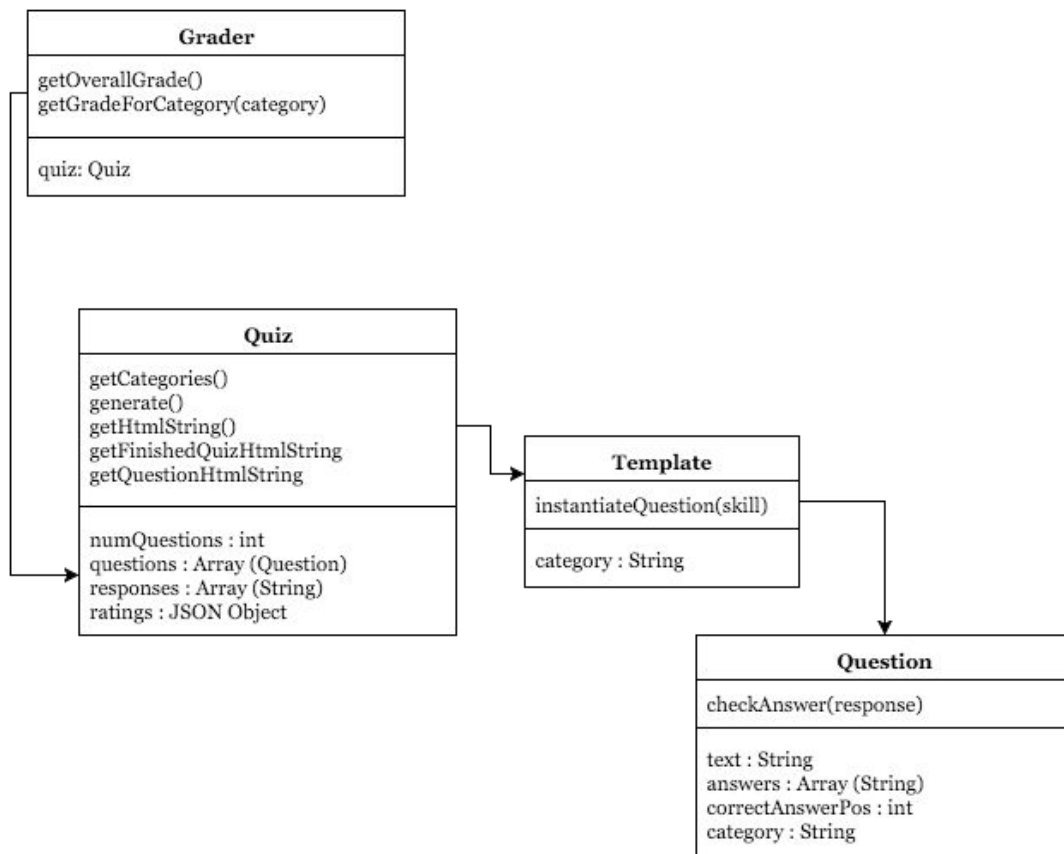 Grader
getOverallGrade()
getGradeForCategory(category)
quiz: Quiz
Quiz
getCategories()
generate()
getHtmlString()
getFinishedQuizHtmlString
getQuestionHtmlString
numQuestions : int
questions : Array (Question)
responses : Array (String)
ratings : JSON Object
Template
instantiateQuestion(skill)
category : String
Question
checkAnswer(response)
text : String
answers : Array (String)
correctAnswerPos : int
category : String